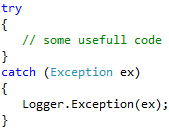 try
{
// some usefull code
}
catch (Exception ex)
{
Logger.Exception(ex);
}